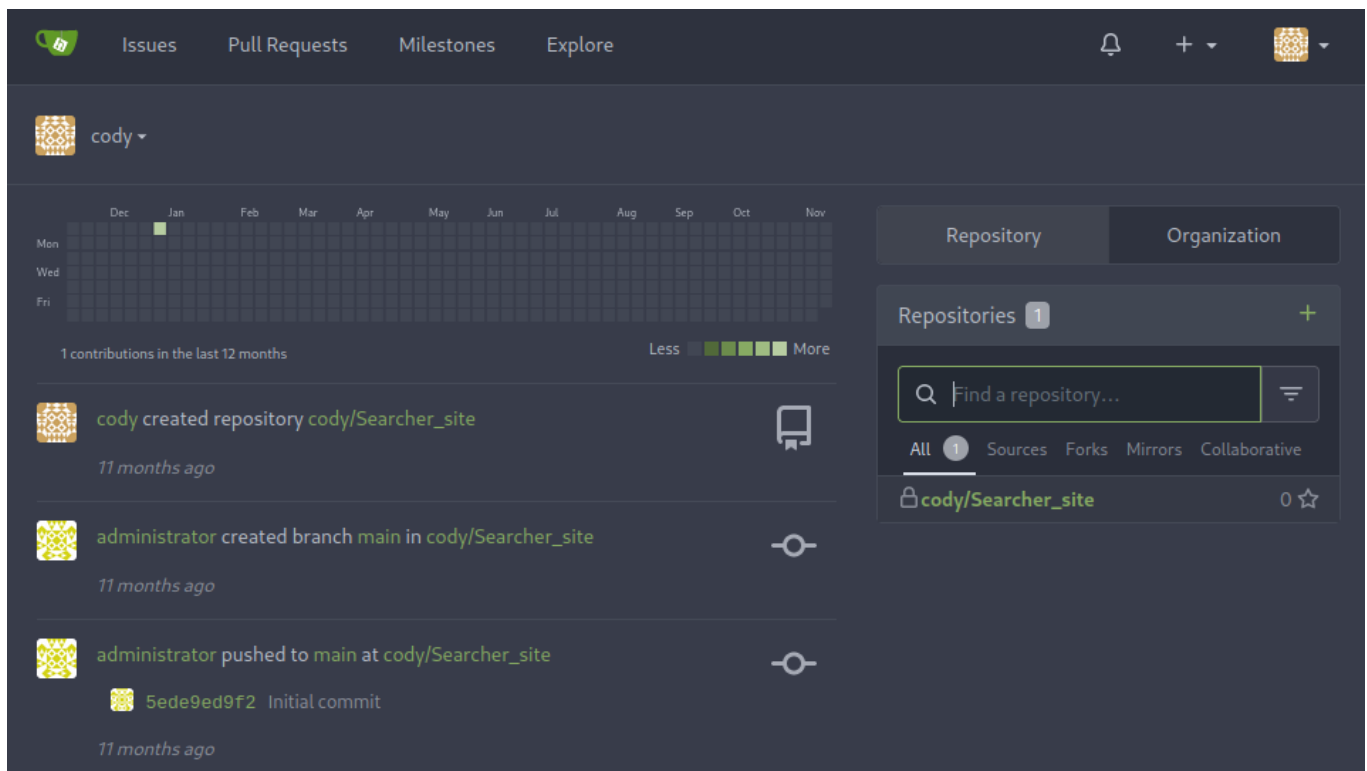 Issues Pull Requests Milestones Explore
cody
Dec Jan Feb Mar Apr May Jun Jul Aug Sep Oct Nov
Mon
Wed
Fri
1 contributions in the last 12 months
Less More
cody created repository cody/Searcher_site
11 months ago
administrator created branch main in cody/Searcher_site
11 months ago
administrator pushed to main at cody/Searcher_site
5ede9ed9f2 Initial commit
11 months ago
Repository Organization
Repositories 1
Find a repository...
All 1 Sources Forks Mirrors Collaborative
cody/Searcher_site 0